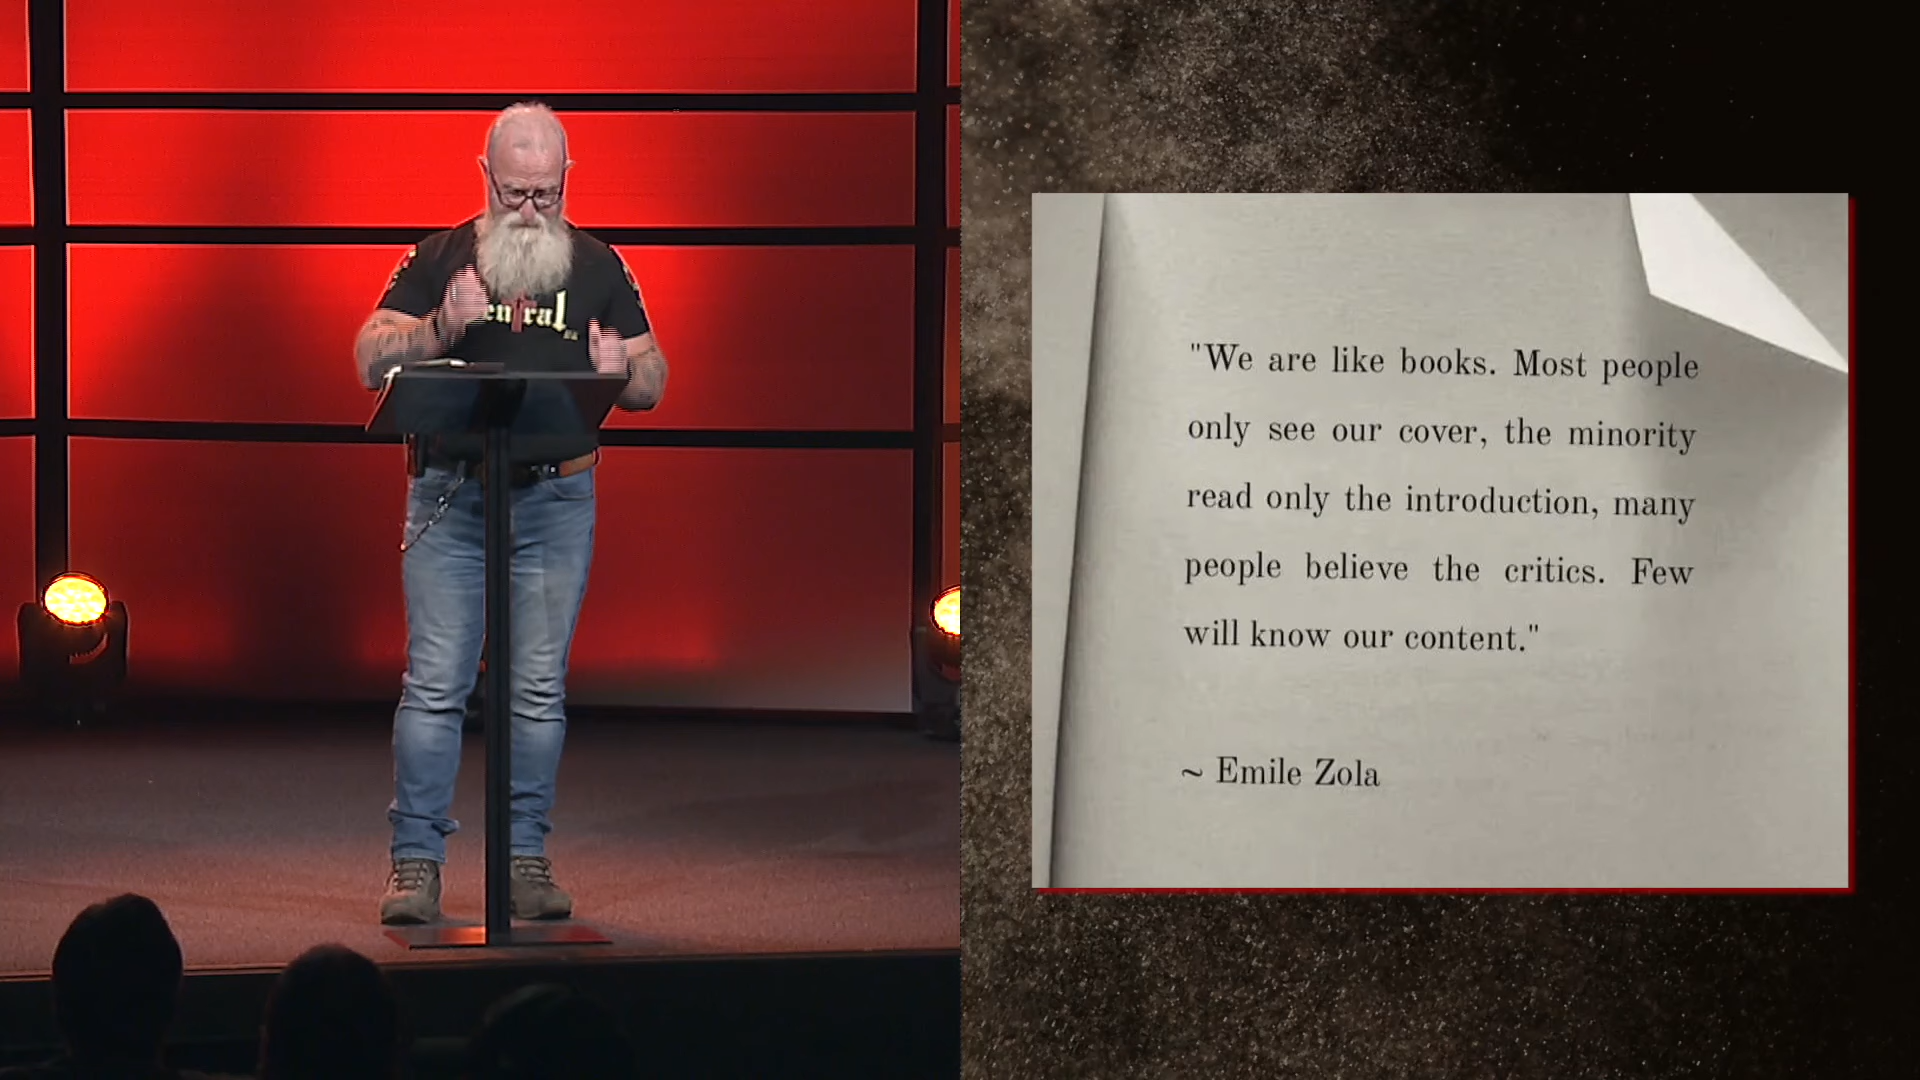 entral
"We are like books. Most people
only see our cover, the minority
read only the introduction, many
people believe the critics. Few
will know our content."
~ Emile Zola